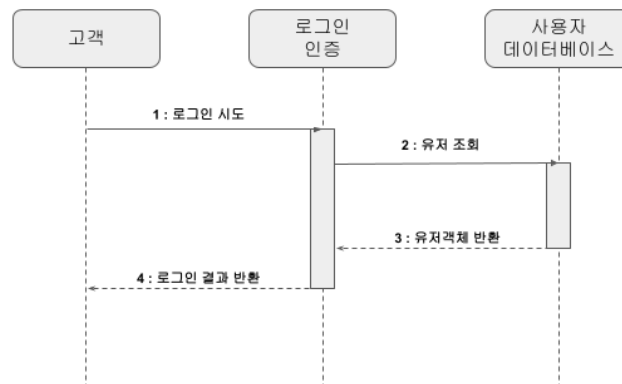 고객
로그인
인증
사용자
데이터베이스
1 : 로그인 시도
2 : 유저 조회
3 : 유저객체 반환
4 : 로그인 결과 반환